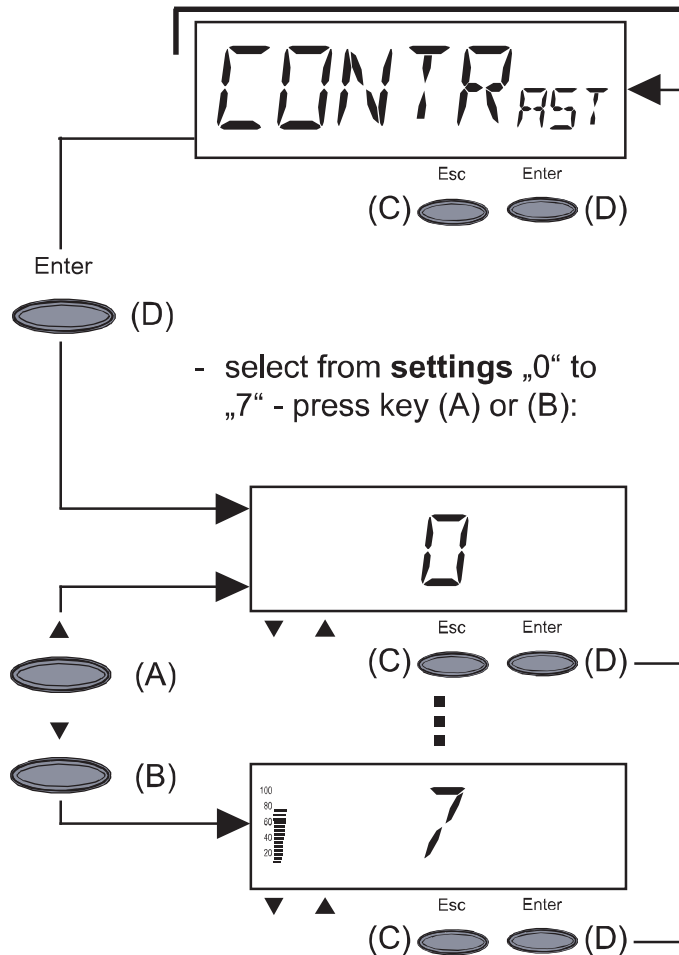 CONTRAST
Esc Enter
(C) (D)
Enter
(D)
- select from settings „0“ to
„7“ - press key (A) or (B):
0
▼ ▲ Esc Enter
▲
(C) (D)
(A)
▼
(B)
100
80
60
40
20
7
▼ ▲ Esc Enter
(C) (D)